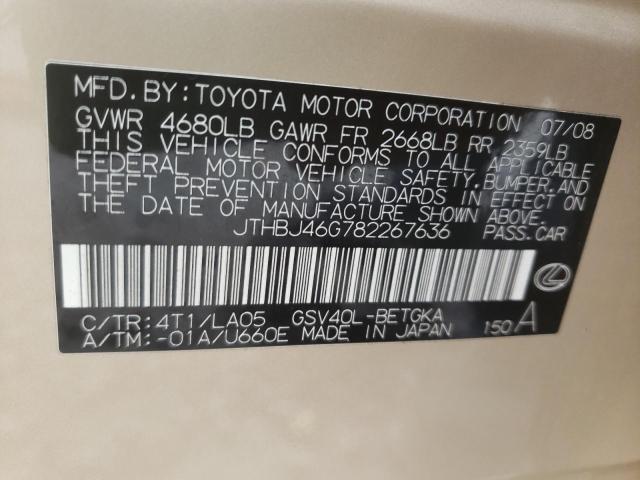 MFD. BY: TOYOTA MOTOR CORPORATION 07/08
GVWR 4680LB GAWR FR 2668LB RR 2359LB
THIS VEHICLE CONFORMS TO ALL APPLICABLE
FEDERAL MOTOR VEHICLE SAFETY, BUMPER, AND
THEFT PREVENTION STANDARDS IN EFFECT ON
THE DATE OF MANUFACTURE SHOWN ABOVE.
JTHBJ46G782267636 PASS. CAR
C/TR: 4T1/LA05 GSV40L-BETGKA
A/TM: -01A/U660E MADE IN JAPAN 150 A